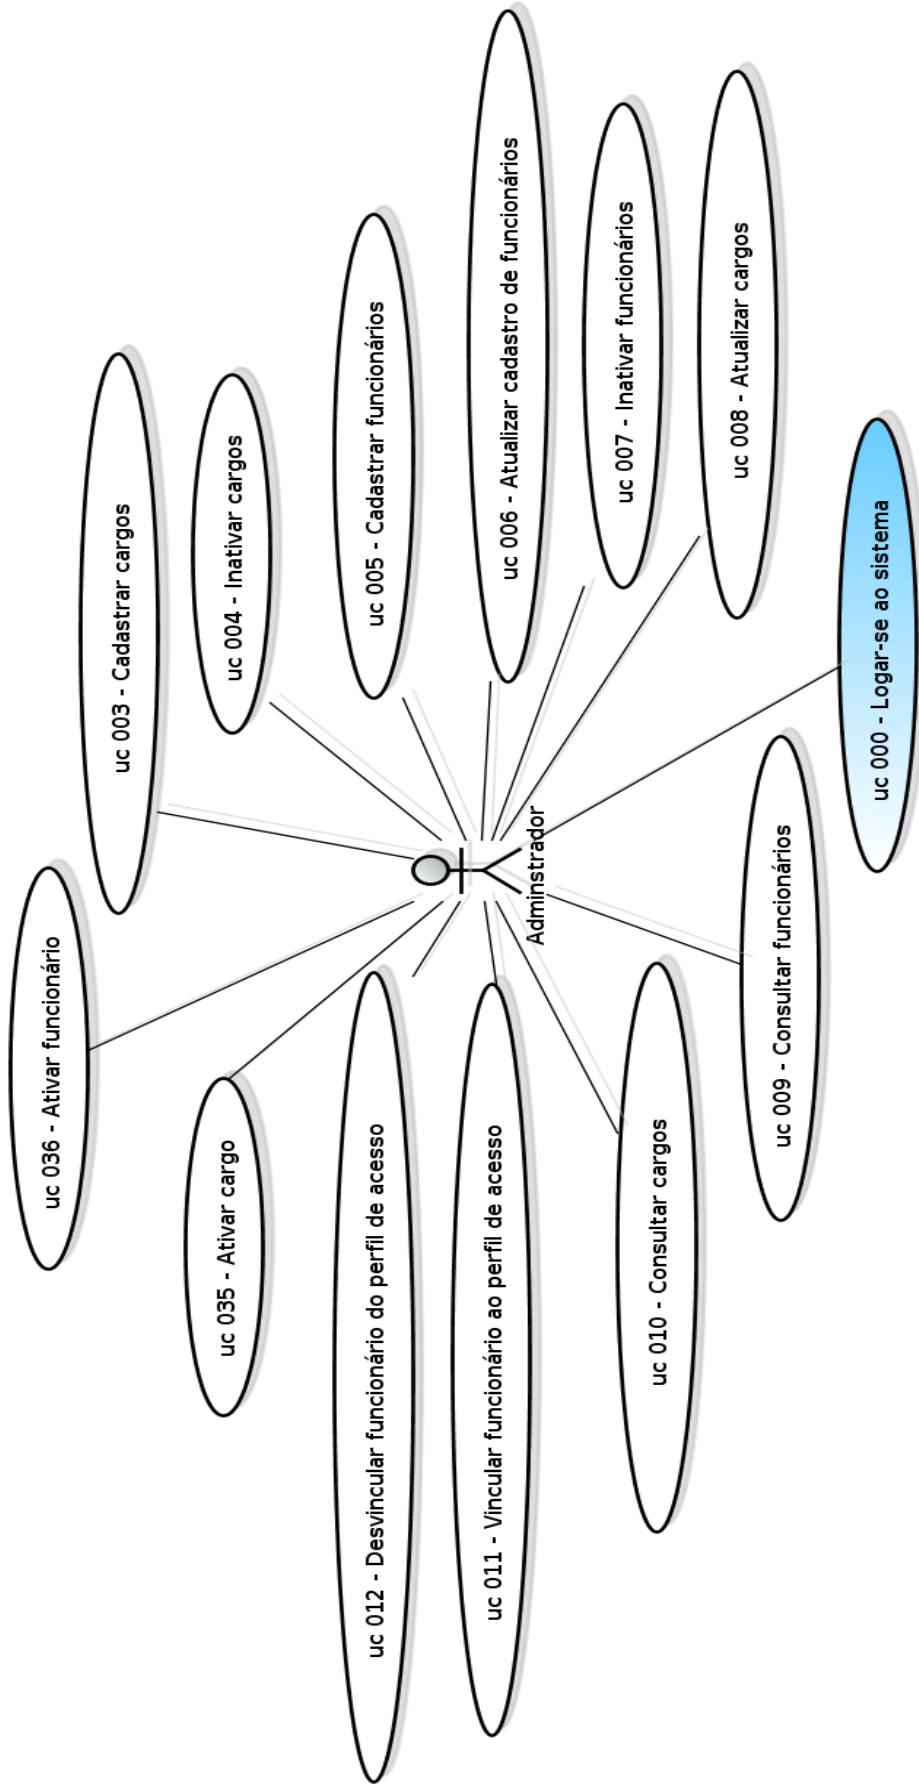 uc 036 - Ativar funcionário
uc 003 - Cadastrar cargos
uc 035 - Ativar cargo
uc 004 - Inativar cargos
uc 012 - Desvincular funcionário do perfil de acesso
uc 005 - Cadastrar funcionários
uc 011 - Vincular funcionário ao perfil de acesso
uc 006 - Atualizar cadastro de funcionários
Adminstrador
uc 007 - Inativar funcionários
uc 010 - Consultar cargos
uc 008 - Atualizar cargos
uc 009 - Consultar funcionários
uc 000 - Logar-se ao sistema